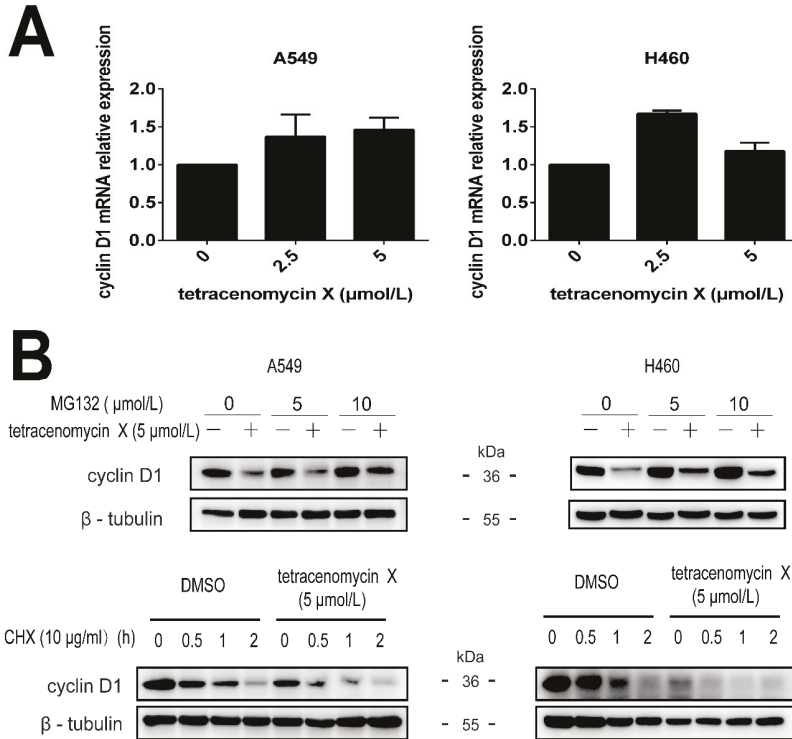 A
A549
H460
cyclin D1 mRNA relative expression
2.0
1.5
1.0
0.5
0.0
0
2.5
5
tetracenomycin X (μmol/L)
cyclin D1 mRNA relative expression
2.0
1.5
1.0
0.5
0.0
0
2.5
5
tetracenomycin X (μmol/L)
B
A549
H460
MG132 ( μmol/L) 0 5 10 0 5 10
tetracenomycin X (5 μmol/L) − + − + − + − + − + − +
kDa
cyclin D1 - 36 -
β - tubulin - 55 -
DMSO tetracenomycin X (5 μmol/L) DMSO tetracenomycin X (5 μmol/L)
CHX (10 μg/ml) (h) 0 0.5 1 2 0 0.5 1 2 0 0.5 1 2 0 0.5 1 2
kDa
cyclin D1 - 36 -
β - tubulin - 55 -